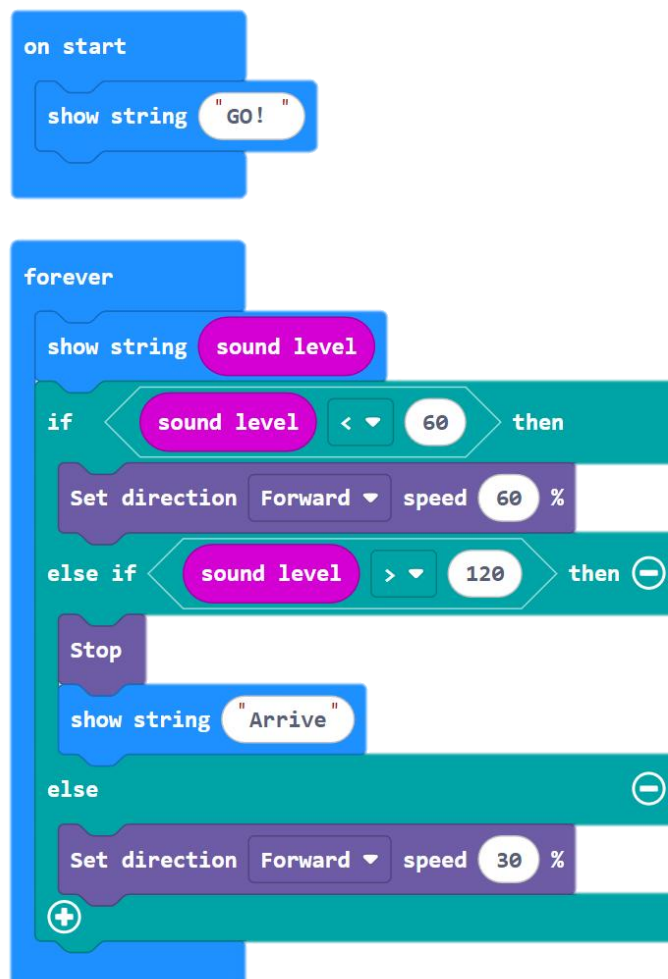 on start
show string "GO! "
forever
show string sound level
if sound level < 60 then
Set direction Forward speed 60 %
else if sound level > 120 then
Stop
show string "Arrive"
else
Set direction Forward speed 30 %